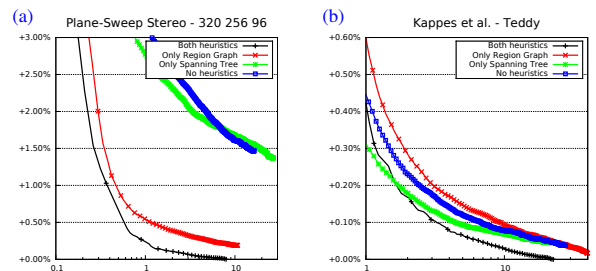 (a)
Plane-Sweep Stereo - 320 256 96
+3.00%
+2.50%
+2.00%
+1.50%
+1.00%
+0.50%
+0.00%
0.1
1
10
Both heuristics
Only Region Graph
Only Spanning Tree
No heuristics
(b)
Kappes et al. - Teddy
+0.60%
+0.50%
+0.40%
+0.30%
+0.20%
+0.10%
+0.00%
1
10
Both heuristics
Only Region Graph
Only Spanning Tree
No heuristics